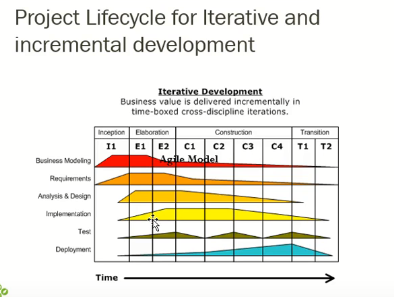 Project Lifecycle for Iterative and
incremental development
Iterative Development
Business value is delivered incrementally in
time-boxed cross-discipline iterations.
Inception Elaboration Construction Transition
I1 E1 E2 C1 C2 C3 C4 T1 T2
Business Modeling
Agile Model
Requirements
Analysis & Design
Implementation
Test
Deployment
Time